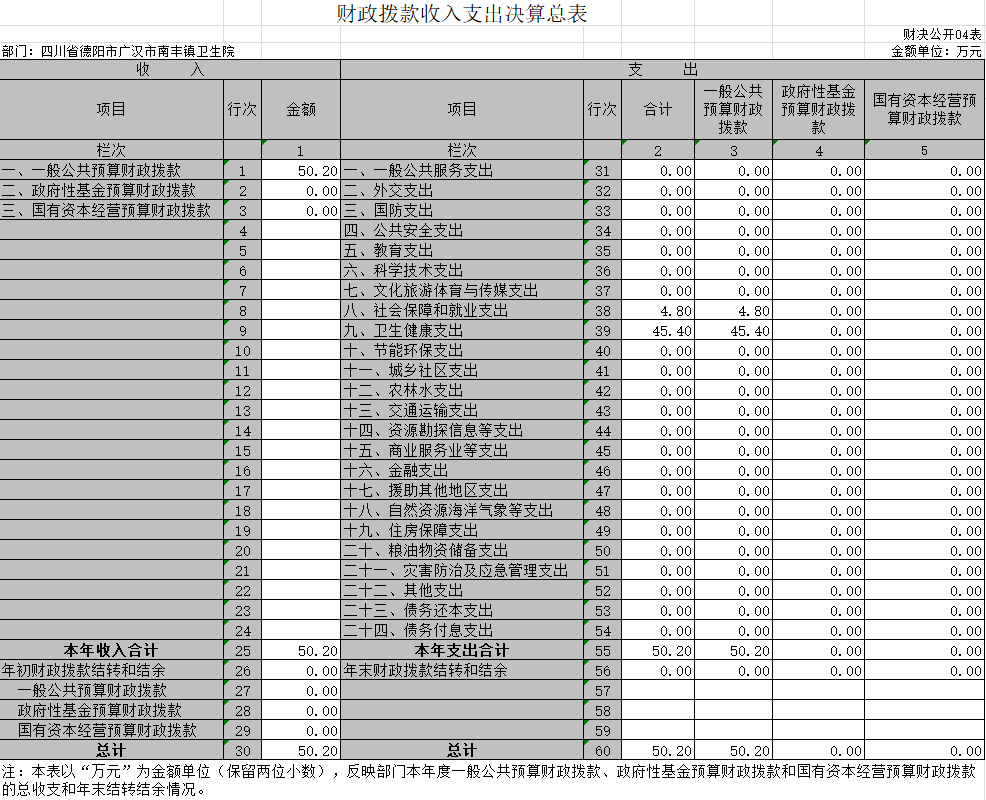 财政拨款收入支出决算总表
财决公开04表
部门：四川省德阳市广汉市南丰镇卫生院 金额单位：万元
收 入 支 出
项目 行次 金额 项目 行次 合计 一般公共预算财政拨款 政府性基金预算财政拨款 国有资本经营预算财政拨款
栏次 1 栏次 2 3 4 5
一、一般公共预算财政拨款 1 50.20 一、一般公共服务支出 31 0.00 0.00 0.00 0.00
二、政府性基金预算财政拨款 2 0.00 二、外交支出 32 0.00 0.00 0.00 0.00
三、国有资本经营预算财政拨款 3 0.00 三、国防支出 33 0.00 0.00 0.00 0.00
4 四、公共安全支出 34 0.00 0.00 0.00 0.00
5 五、教育支出 35 0.00 0.00 0.00 0.00
6 六、科学技术支出 36 0.00 0.00 0.00 0.00
7 七、文化旅游体育与传媒支出 37 0.00 0.00 0.00 0.00
8 八、社会保障和就业支出 38 4.80 4.80 0.00 0.00
9 九、卫生健康支出 39 45.40 45.40 0.00 0.00
10 十、节能环保支出 40 0.00 0.00 0.00 0.00
11 十一、城乡社区支出 41 0.00 0.00 0.00 0.00
12 十二、农林水支出 42 0.00 0.00 0.00 0.00
13 十三、交通运输支出 43 0.00 0.00 0.00 0.00
14 十四、资源勘探信息等支出 44 0.00 0.00 0.00 0.00
15 十五、商业服务业等支出 45 0.00 0.00 0.00 0.00
16 十六、金融支出 46 0.00 0.00 0.00 0.00
17 十七、援助其他地区支出 47 0.00 0.00 0.00 0.00
18 十八、自然资源海洋气象等支出 48 0.00 0.00 0.00 0.00
19 十九、住房保障支出 49 0.00 0.00 0.00 0.00
20 二十、粮油物资储备支出 50 0.00 0.00 0.00 0.00
21 二十一、灾害防治及应急管理支出 51 0.00 0.00 0.00 0.00
22 二十二、其他支出 52 0.00 0.00 0.00 0.00
23 二十三、债务还本支出 53 0.00 0.00 0.00 0.00
24 二十四、债务付息支出 54 0.00 0.00 0.00 0.00
本年收入合计 25 50.20 本年支出合计 55 50.20 50.20 0.00 0.00
年初财政拨款结转和结余 26 0.00 年末财政拨款结转和结余 56 0.00 0.00 0.00 0.00
一般公共预算财政拨款 27 0.00 57
政府性基金预算财政拨款 28 0.00 58
国有资本经营预算财政拨款 29 0.00 59
总计 30 50.20 总计 60 50.20 50.20 0.00 0.00
注：本表以“万元”为金额单位（保留两位小数），反映部门本年度一般公共预算财政拨款、政府性基金预算财政拨款和国有资本经营预算财政拨款
的总收支和年末结转结余情况。